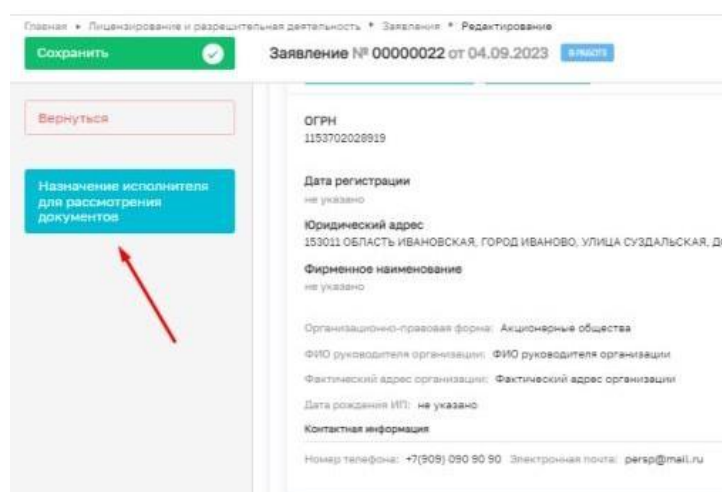 Главная ▸ Лицензирование и разрешительная деятельность • Заявления • Редактирование
Сохранить
Заявление № 00000022 от 04.09.2023 В РАБОТЕ
Вернуться
Назначение исполнителя
для рассмотрения
документов
ОГРН
1153702028919
Дата регистрации
не указано
Юридический адрес
153011 ОБЛАСТЬ ИВАНОВСКАЯ, ГОРОД ИВАНОВО, УЛИЦА СУЗДАЛЬСКАЯ,
Фирменное наименование
не указано
Организационно-правовая форма: Акционерные общества
ФИО руководителя организации: ФИО руководителя организации
Фактический адрес организации: Фактический адрес организации
Дата рождения ИП: не указано
Контактная информация
Номер телефона: +7(909) 090 90 90 Электронная почта: persp@mail.ru